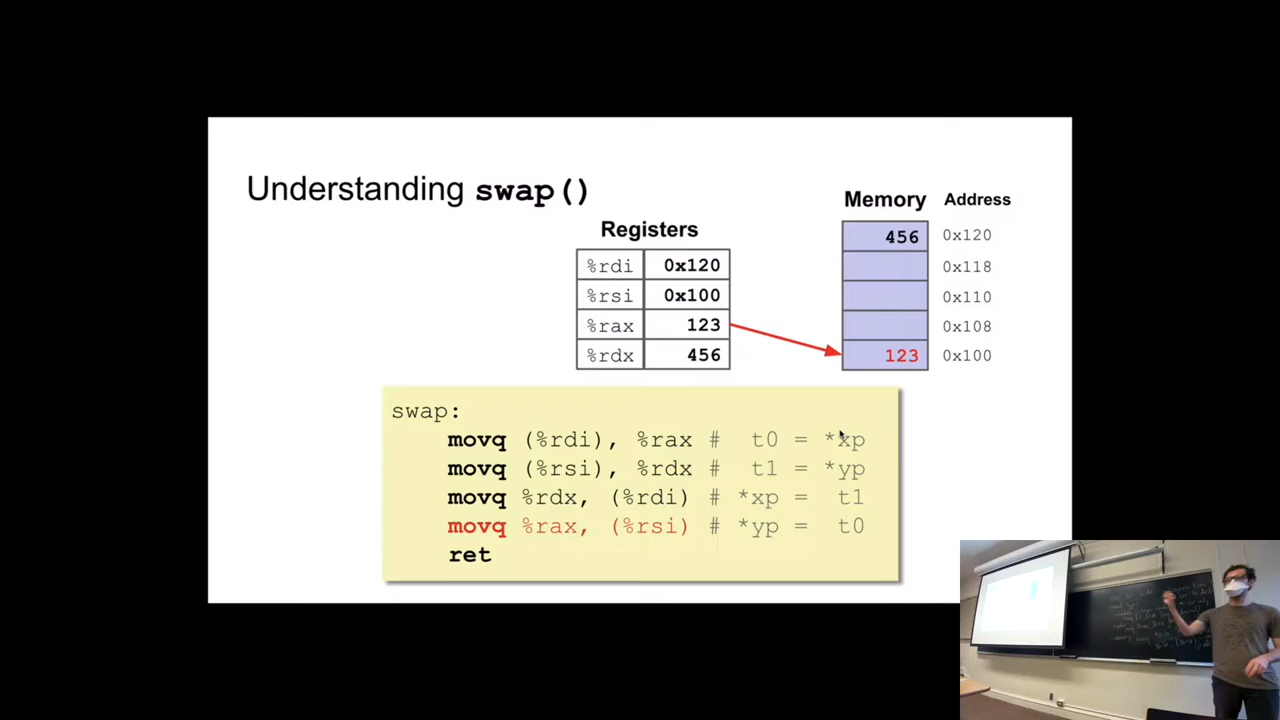 Understanding swap()
Registers
%rdi 0x120
%rsi 0x100
%rax 123
%rdx 456
Memory Address
456 0x120
0x118
0x110
0x108
123 0x100
swap:
movq (%rdi), %rax # t0 = *xp
movq (%rsi), %rdx # t1 = *yp
movq %rdx, (%rdi) # *xp = t1
movq %rax, (%rsi) # *yp = t0
ret